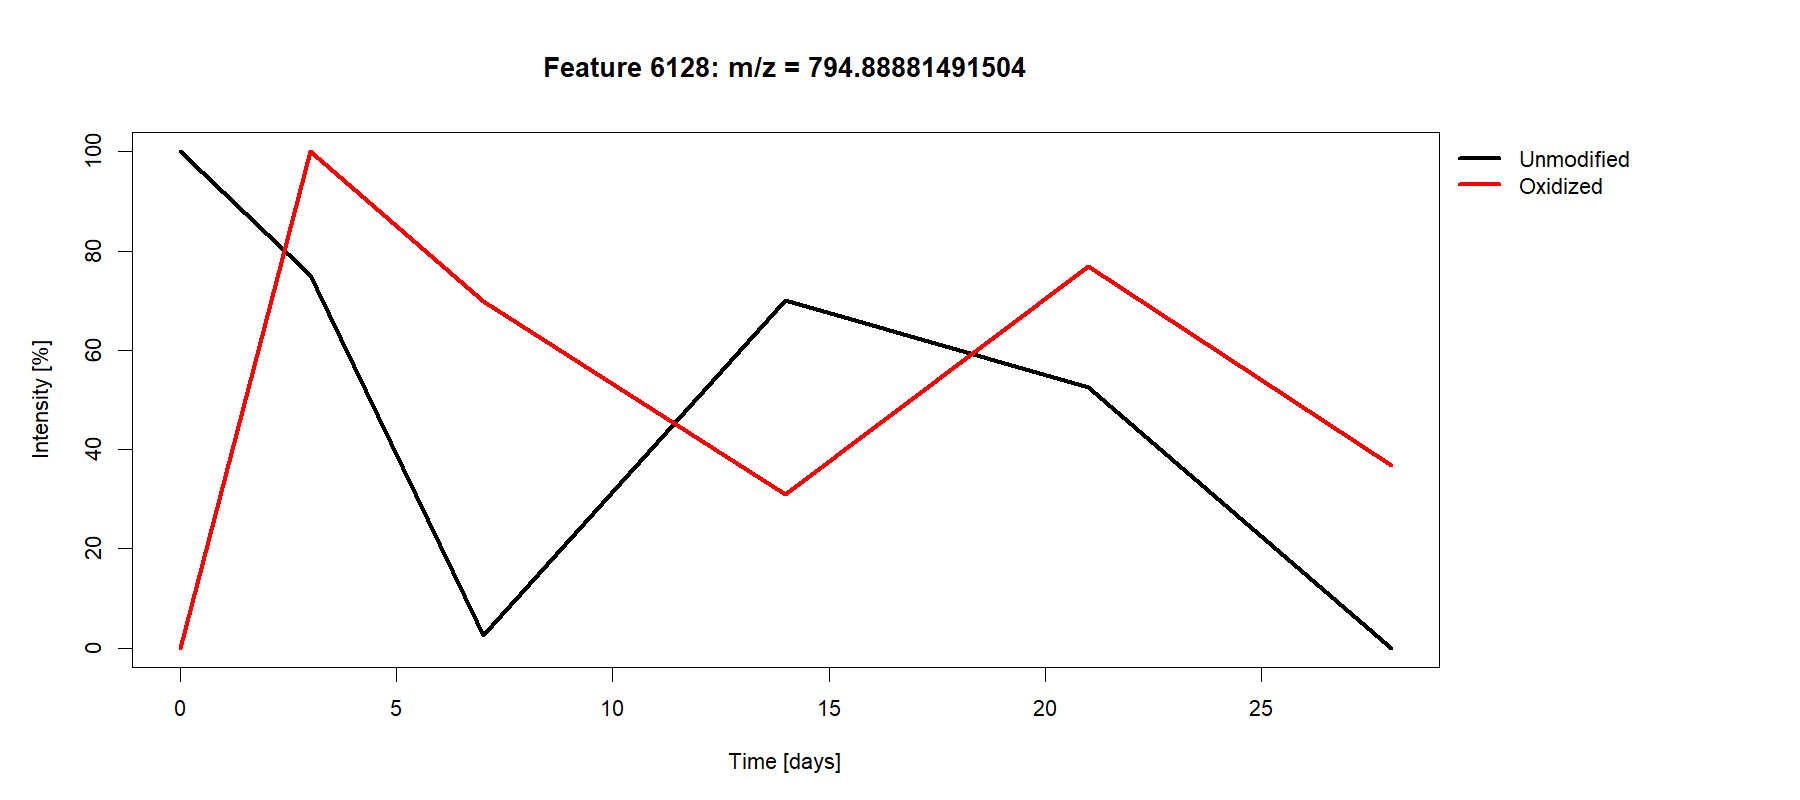 Feature 6128: m/z = 794.88881491504
Unmodified
Oxidized
Intensity [%]
100
80
60
40
20
0
0 5 10 15 20 25
Time [days]